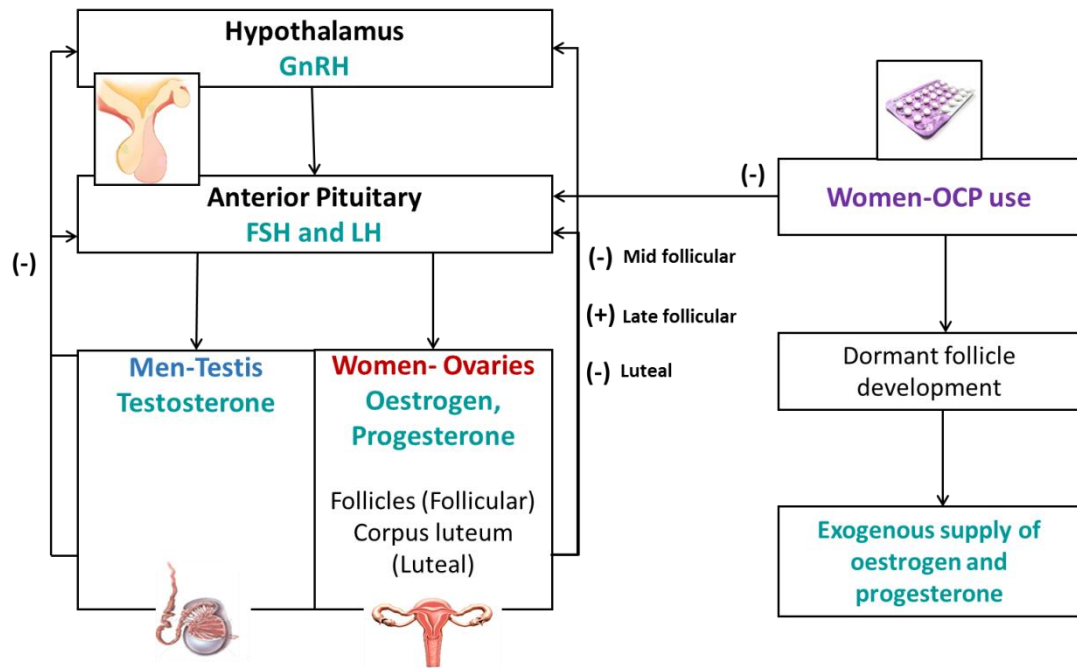 Hypothalamus
GnRH
Anterior Pituitary
FSH and LH
(-)
Men-Testis
Testosterone
Women- Ovaries
Oestrogen,
Progesterone
Follicles (Follicular)
Corpus luteum
(Luteal)
(-) Mid follicular
(+) Late follicular
(-) Luteal
(-)
Women-OCP use
Dormant follicle
development
Exogenous supply of
oestrogen and
progesterone